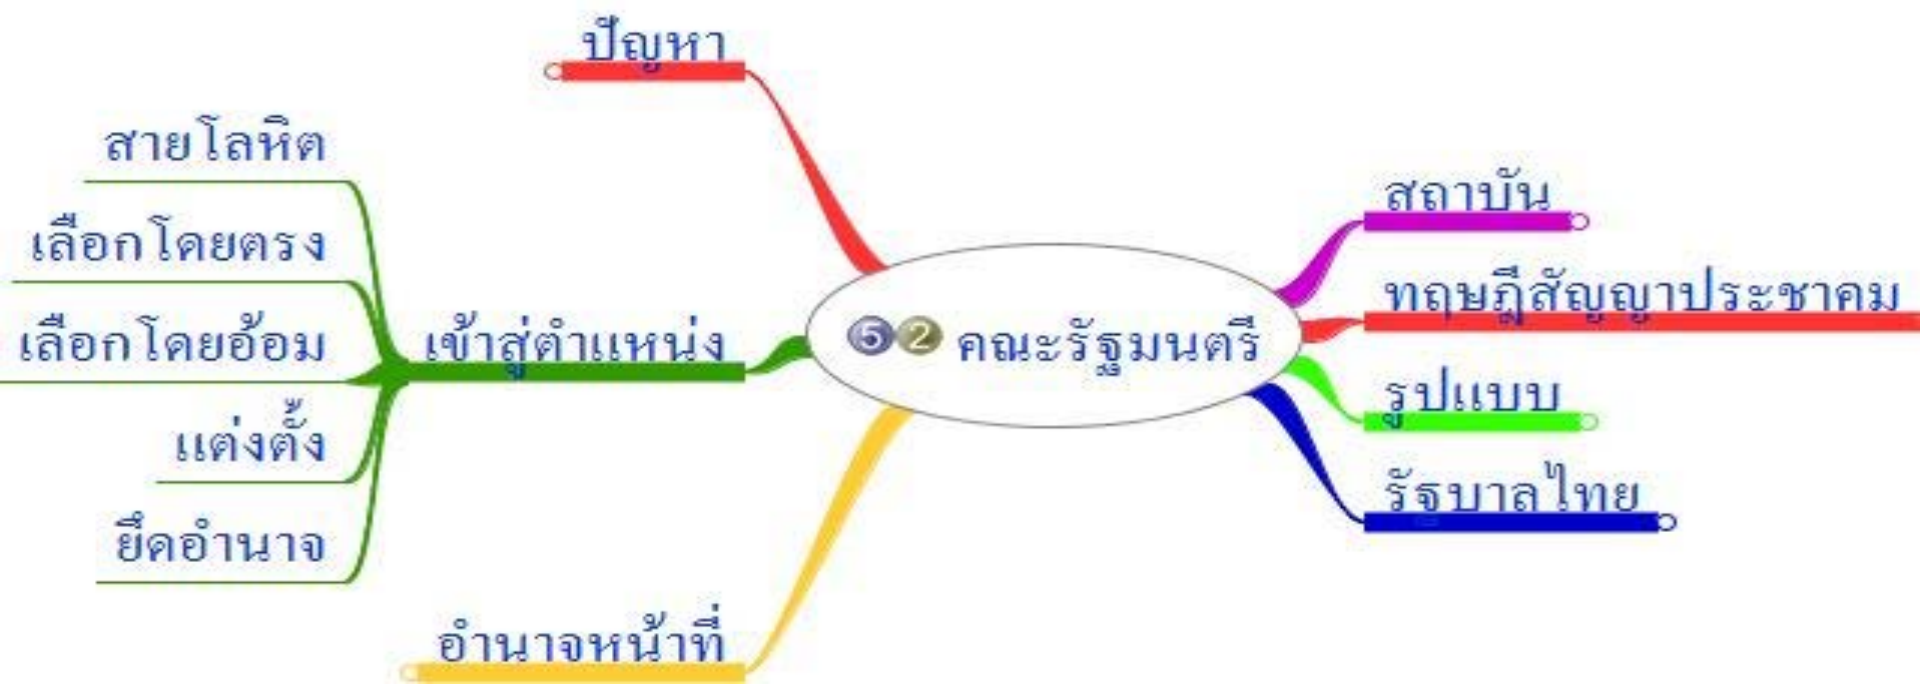 ปัญหา
สายโลหิต
เลือกโดยตรง
เลือกโดยอ้อม
แต่งตั้ง
ยึดอำนาจ
เข้าสู่ตำแหน่ง
อำนาจหน้าที่
5 2 คณะรัฐมนตรี
สถาบัน
ทฤษฎีสัญญาประชาคม
รูปแบบ
รัฐบาลไทย